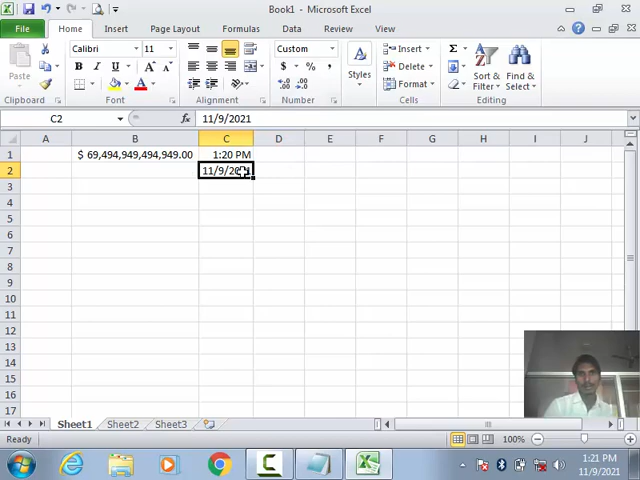 Book1 - Microsoft Excel
File Home Insert Page Layout Formulas Data Review View
Calibri 11 Custom Insert Σ
Paste B I U A $ % , Styles Delete Sort & Filter Find & Select
Format
Clipboard Font Alignment Number Cells Editing
C2 fx 11/9/2021
A B C D E F G H I J
1 $ 69,494,949,494,949.00 1:20 PM
2
3
4
5
6
7
8
9
10
11
12
13
14
15
16
17
Sheet1 Sheet2 Sheet3
Ready 100%
1:21 PM
11/9/2021